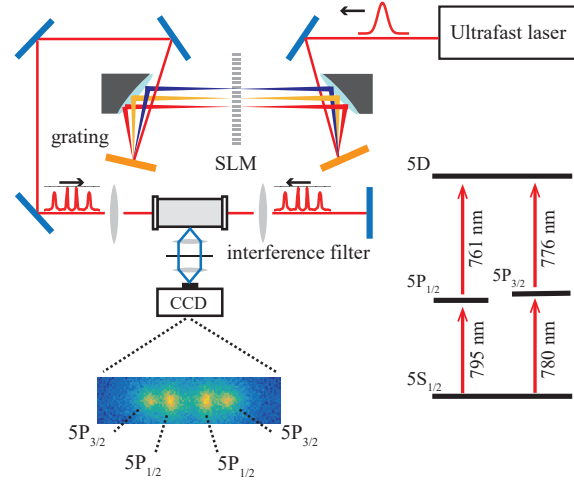 Ultrafast laser
grating
SLM
interference filter
CCD
5P3/2
5P1/2
5P1/2
5P3/2
5D
761 nm
776 nm
5P1/2
5P3/2
795 nm
780 nm
5S1/2